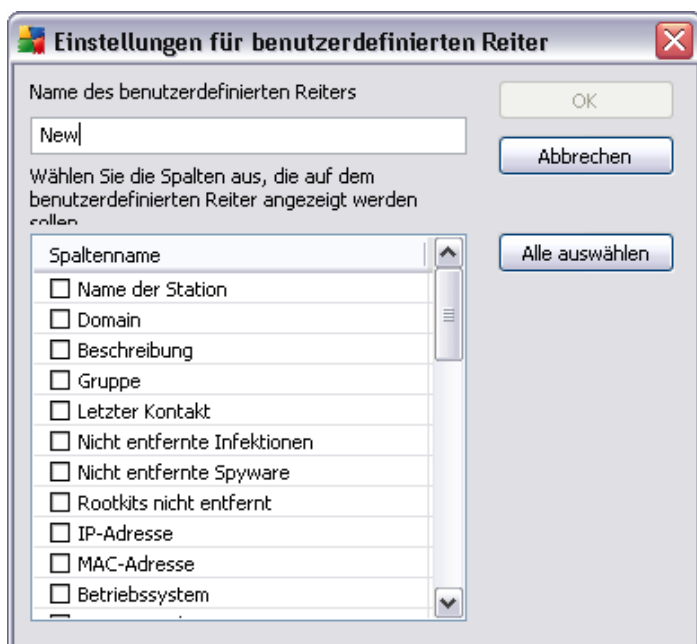 Einstellungen für benutzerdefinierten Reiter
Name des benutzerdefinierten Reiters
OK
New
Abbrechen
Wählen Sie die Spalten aus, die auf dem
benutzerdefinierten Reiter angezeigt werden
sollen
Alle auswählen
Spaltenname
Name der Station
Domain
Beschreibung
Gruppe
Letzter Kontakt
Nicht entfernte Infektionen
Nicht entfernte Spyware
Rootkits nicht entfernt
IP-Adresse
MAC-Adresse
Betriebssystem